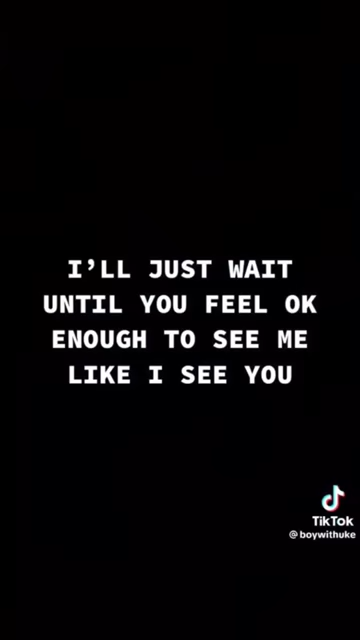 I'LL JUST WAIT
UNTIL YOU FEEL OK
ENOUGH TO SEE ME
LIKE I SEE YOU
TikTok
@boywithuke